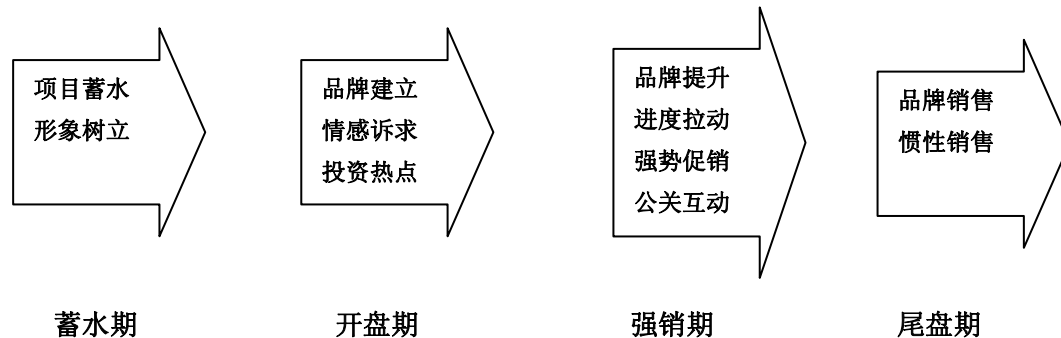 项目蓄水
形象树立
品牌建立
情感诉求
投资热点
品牌提升
进度拉动
强势促销
公关互动
品牌销售
惯性销售
蓄水期
开盘期
强销期
尾盘期